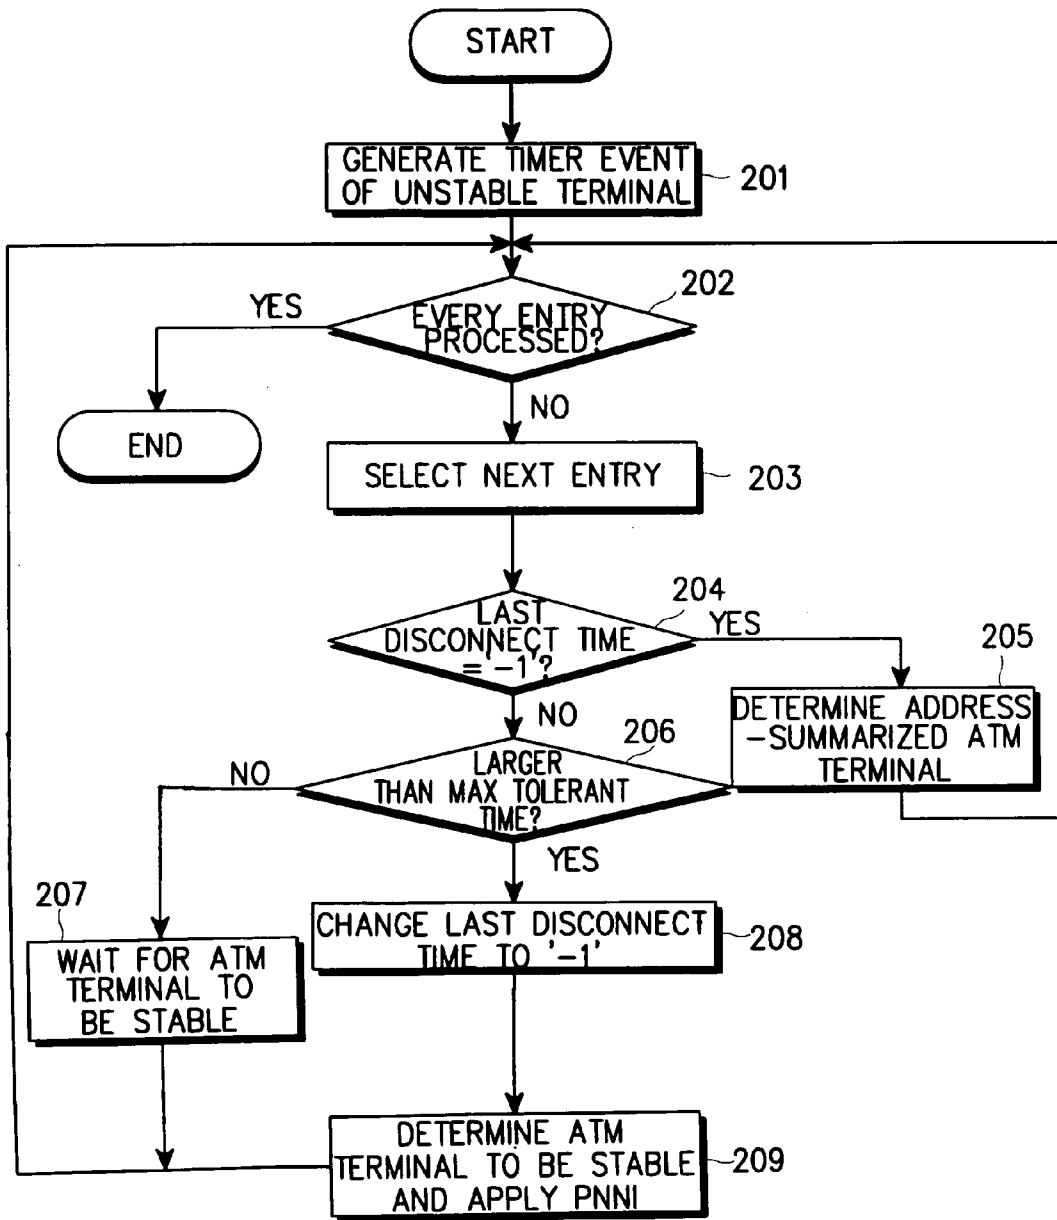 START
GENERATE TIMER EVENT
OF UNSTABLE TERMINAL
201
202
YES
EVERY ENTRY
PROCESSED?
NO
END
SELECT NEXT ENTRY
203
204
LAST
DISCONNECT TIME
='-1'?
YES
205
NO
DETERMINE ADDRESS
-SUMMARIZED ATM
TERMINAL
206
NO
LARGER
THAN MAX TOLERANT
TIME?
YES
207
WAIT FOR ATM
TERMINAL TO
BE STABLE
CHANGE LAST DISCONNECT
TIME TO '-1'
208
DETERMINE ATM
TERMINAL TO BE STABLE
AND APPLY PNNI
209